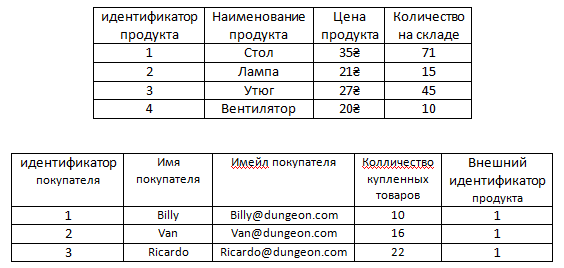 идентификатор продукта Наименование продукта Цена продукта Количество на складе
1 Стол 35₴ 71
2 Лампа 21₴ 15
3 Утюг 27₴ 45
4 Вентилятор 20₴ 10
идентификатор покупателя Имя покупателя Имейл покупателя Колличество купленных товаров Внешний идентификатор продукта
1 Billy Billy@dungeon.com 10 1
2 Van Van@dungeon.com 16 1
3 Ricardo Ricardo@dungeon.com 22 1